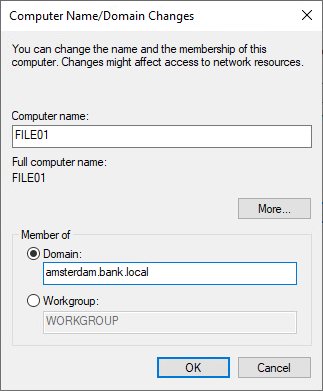 Computer Name/Domain Changes
You can change the name and the membership of this
computer. Changes might affect access to network resources.
Computer name:
FILE01
Full computer name:
FILE01
More...
Member of
Domain:
amsterdam.bank.local
Workgroup:
WORKGROUP
OK
Cancel